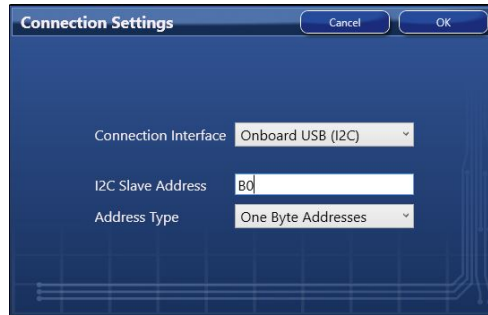 Connection Settings Cancel OK
Connection Interface Onboard USB (I2C)
I2C Slave Address B0
Address Type One Byte Addresses